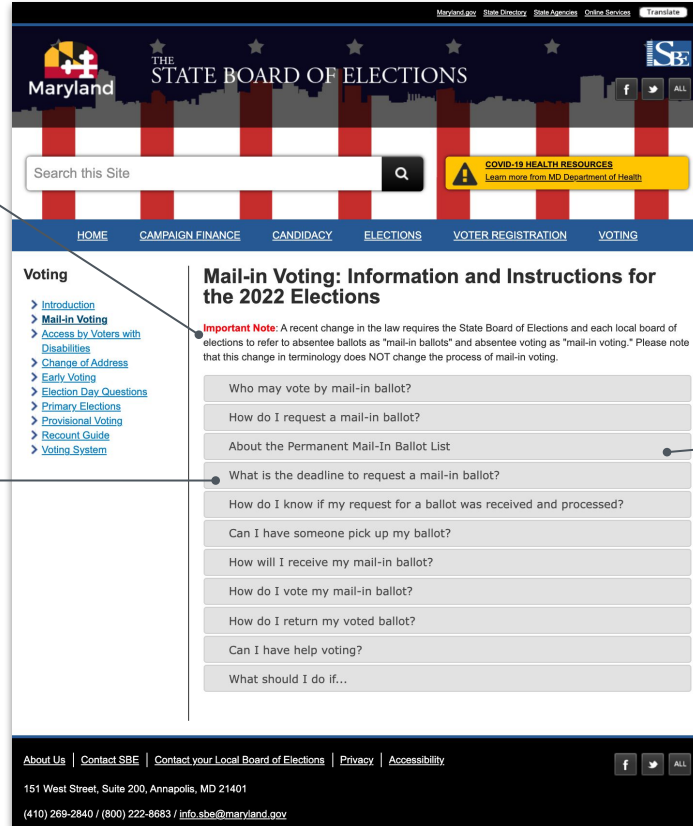 Maryland.gov State Directory State Agencies Online Services Translate
Maryland
THE
STATE BOARD OF ELECTIONS
SBE
f ALL
Search this Site
COVID-19 HEALTH RESOURCES
Learn more from MD Department of Health
HOME CAMPAIGN FINANCE CANDIDACY ELECTIONS VOTER REGISTRATION VOTING
Voting
Introduction
Mail-in Voting
Access by Voters with
Disabilities
Change of Address
Early Voting
Election Day Questions
Primary Elections
Provisional Voting
Recount Guide
Voting System
Mail-in Voting: Information and Instructions for
the 2022 Elections
Important Note: A recent change in the law requires the State Board of Elections and each local board of
elections to refer to absentee ballots as "mail-in ballots" and absentee voting as "mail-in voting." Please note
that this change in terminology does NOT change the process of mail-in voting.
Who may vote by mail-in ballot?
How do I request a mail-in ballot?
About the Permanent Mail-In Ballot List
What is the deadline to request a mail-in ballot?
How do I know if my request for a ballot was received and processed?
Can I have someone pick up my ballot?
How will I receive my mail-in ballot?
How do I vote my mail-in ballot?
How do I return my voted ballot?
Can I have help voting?
What should I do if...
About Us | Contact SBE | Contact your Local Board of Elections | Privacy | Accessibility
f ALL
151 West Street, Suite 200, Annapolis, MD 21401
(410) 269-2840 / (800) 222-8683 / info.sbe@maryland.gov